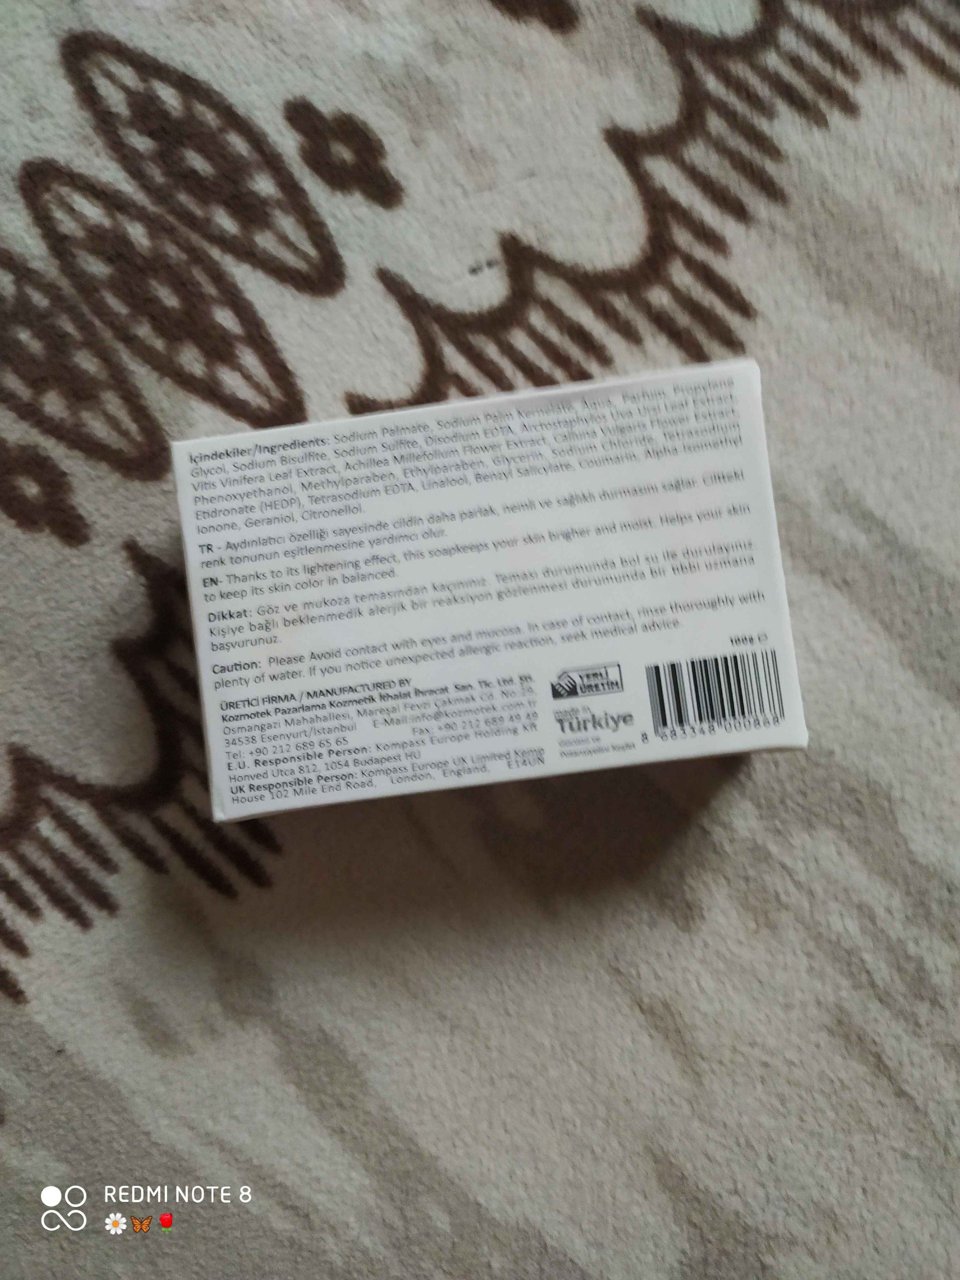 İçindekiler/Ingredients: Sodium Palmate, Sodium Palm Kernelate, Aqua, Parfum, Propylene
Glycol, Sodium Bisulfite, Sodium Sulfite, Disodium EDTA, Arctostaphylos Uva Ursi Leaf Extract,
Vitis Vinifera Leaf Extract, Achillea Millefolium Flower Extract, Calluna Vulgaris Flower Extract,
Phenoxyethanol, Methylparaben, Ethylparaben, Glycerin, Sodium Chloride, Tetrasodium
Etidronate (HEDP), Tetrasodium EDTA, Linalool, Benzyl Salicylate, Coumarin, Alpha Isomethyl
Ionone, Geraniol, Citronellol.
TR - Aydınlatıcı özelliği sayesinde cildin daha parlak, nemli ve sağlıklı durmasını sağlar. Ciltteki
renk tonunun eşitlenmesine yardımcı olur.
EN- Thanks to its lightening effect, this soapkeeps your skin brigher and moist. Helps your skin
to keep its skin color in balanced.
Dikkat: Göz ve mukoza temasından kaçınınız. Teması durumunda bol su ile durulayınız.
Kişiye bağlı beklenmedik alerjik bir reaksiyon gözlenmesi durumunda bir tıbbi uzmana
başvurunuz.
Caution: Please Avoid contact with eyes and mucosa. In case of contact, rinse thoroughly with
plenty of water. If you notice unexpected allergic reaction, seek medical advice.
ÜRETİCİ FİRMA / MANUFACTURED BY
Kozmotek Pazarlama Kozmetik İthalat İhracat San. Tic. Ltd. Şti.
Osmangazi Mahahallesi, Mareşal Fevzi Çakmak Cd. No 29,
34538 Esenyurt/İstanbul E-Mail:info@kozmotek.com.tr
Tel: +90 212 689 65 65 Fax. +90 212 689 49 49
E.U. Responsible Person: Kompass Europe Holding Kft
Honved Utca 812, 1054 Budapest HU
UK Responsible Person: Kompass Europe UK Limited Kemp
House 102 Mile End Road, London, England, E14UN
YERLİ
ÜRETİM
made in
Türkiye
100g ℮
8 683348 000888
REDMI NOTE 8